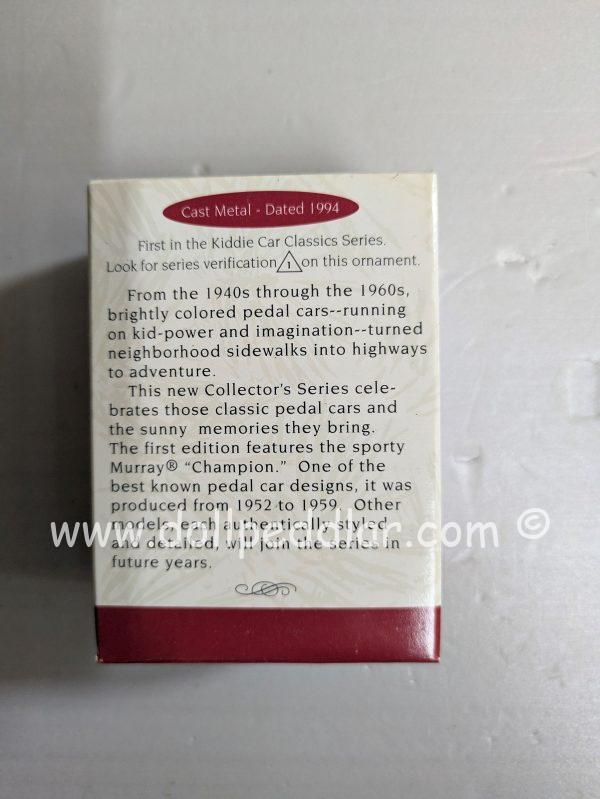 Cast Metal - Dated 1994
First in the Kiddie Car Classics Series.
Look for series verification 1 on this ornament.
From the 1940s through the 1960s,
brightly colored pedal cars--running
on kid-power and imagination--turned
neighborhood sidewalks into highways
to adventure.
This new Collector's Series cele-
brates those classic pedal cars and
the sunny memories they bring.
The first edition features the sporty
Murray® "Champion." One of the
best known pedal car designs, it was
produced from 1952 to 1959. Other
models, each authentically styled
www.dollpeddlar.com ©
and detailed, will join the series in
future years.